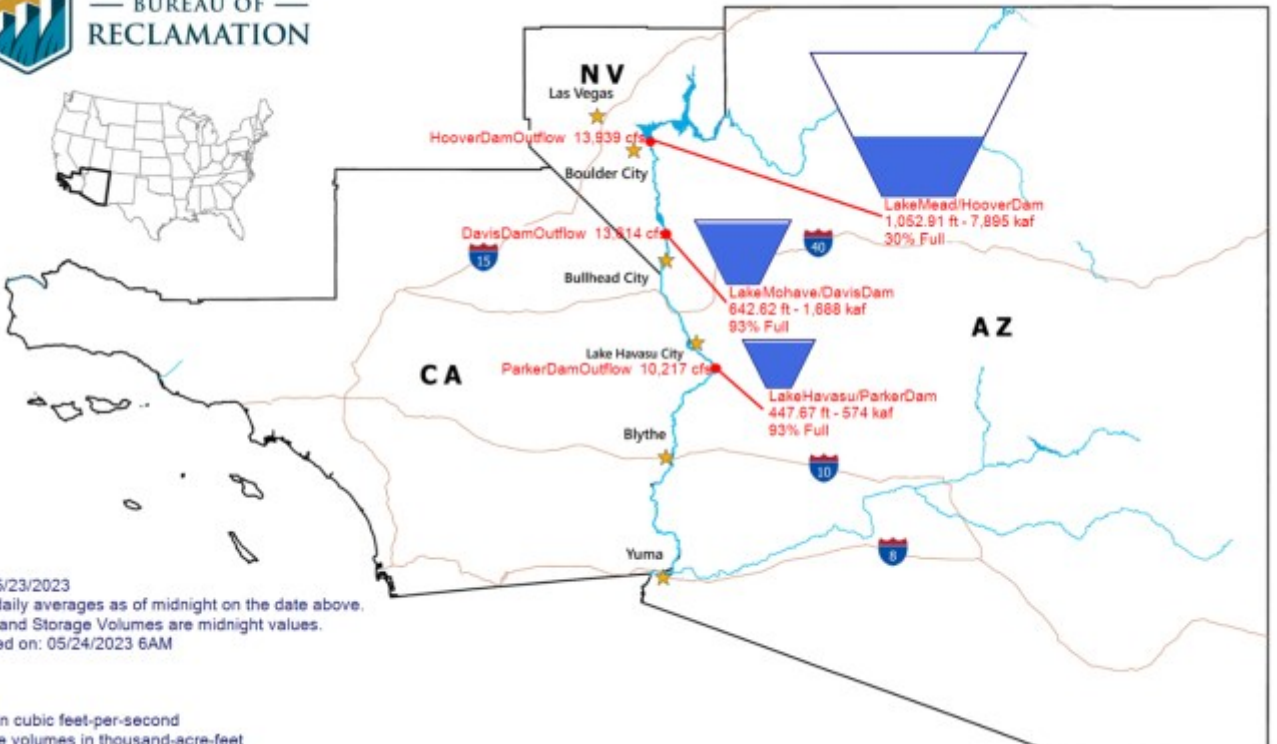 BUREAU OF
RECLAMATION
NV
Las Vegas
HooverDamOutflow 13,939 cfs
Boulder City
LakeMead/HooverDam
1,052.91 ft - 7,895 kaf
30% Full
DavisDamOutflow
15
40
Bullhead City
LakeMohave/DavisDam
642.62 ft - 1,688 kaf
93% Full
AZ
Lake Havasu City
CA
ParkerDamOutflow 10,217 cfs
LakeHavasu/ParkerDam
447.67 ft - 574 kaf
93% Full
Blythe
10
Yuma
8
/23/2023
daily averages as of midnight on the date above.
and Storage Volumes are midnight values.
ed on: 05/24/2023 6AM
n cubic feet-per-second
e volumes in thousand-acre-feet